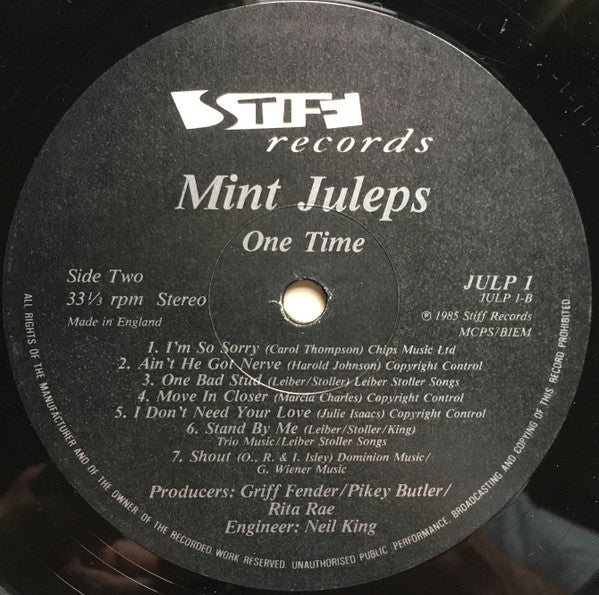 STIFF
records
Mint Juleps
One Time
Side Two
33⅓ rpm Stereo
Made in England
JULP 1
JULP 1-B
℗ 1985 Stiff Records
MCPS/BIEM
1. I'm So Sorry (Carol Thompson) Chips Music Ltd
2. Ain't He Got Nerve (Harold Johnson) Copyright Control
3. One Bad Stud (Leiber/Stoller) Leiber Stoller Songs
4. Move In Closer (Marcia Charles) Copyright Control
5. I Don't Need Your Love (Julie Isaacs) Copyright Control
6. Stand By Me (Leiber/Stoller/King)
Trio Music/Leiber Stoller Songs
7. Shout (O., R. & I. Isley) Dominion Music/
G. Wiener Music
Producers: Griff Fender/Pikey Butler/
Rita Rae
Engineer: Neil King
ALL RIGHTS OF THE MANUFACTURER AND OF THE OWNER OF THE RECORDED WORK RESERVED. UNAUTHORISED PUBLIC PERFORMANCE, BROADCASTING AND COPYING OF THIS RECORD PROHIBITED.